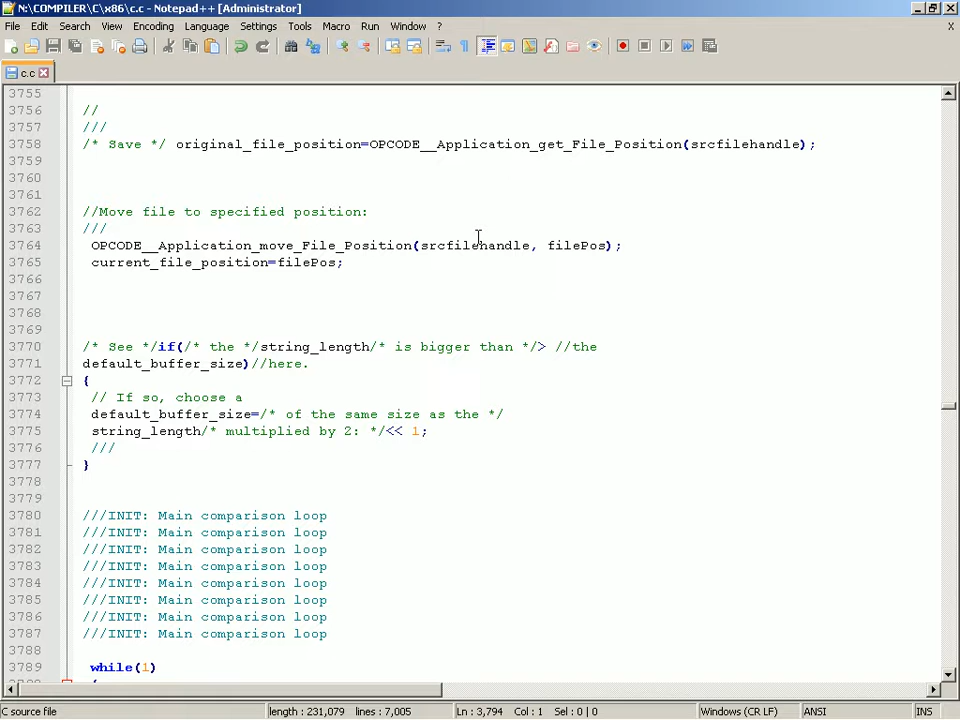 N:\COMPILER\C\x86\c.c - Notepad++ [Administrator]
File Edit Search View Encoding Language Settings Tools Macro Run Window ? X
c.c
3755
3756 //
3757 ///
3758 /* Save */ original_file_position=OPCODE__Application_get_File_Position(srcfilehandle);
3759
3760
3761
3762 //Move file to specified position:
3763 ///
3764 OPCODE__Application_move_File_Position(srcfilehandle, filePos);
3765 current_file_position=filePos;
3766
3767
3768
3769
3770 /* See */if(/* the */string_length/* is bigger than */> //the
3771 default_buffer_size)//here.
3772 {
3773 // If so, choose a
3774 default_buffer_size=/* of the same size as the */
3775 string_length/* multiplied by 2: */<< 1;
3776 ///
3777 }
3778
3779
3780 ///INIT: Main comparison loop
3781 ///INIT: Main comparison loop
3782 ///INIT: Main comparison loop
3783 ///INIT: Main comparison loop
3784 ///INIT: Main comparison loop
3785 ///INIT: Main comparison loop
3786 ///INIT: Main comparison loop
3787 ///INIT: Main comparison loop
3788
3789 while(1)
C source file length : 231,079 lines : 7,005 Ln : 3,794 Col : 1 Sel : 0 | 0 Windows (CR LF) ANSI INS